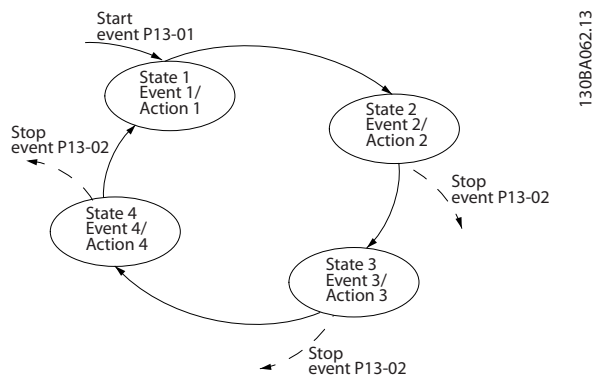 Start
event P13-01
State 1
Event 1/
Action 1
State 2
Event 2/
Action 2
Stop
event P13-02
State 3
Event 3/
Action 3
Stop
event P13-02
State 4
Event 4/
Action 4
Stop
event P13-02
130BA062.13